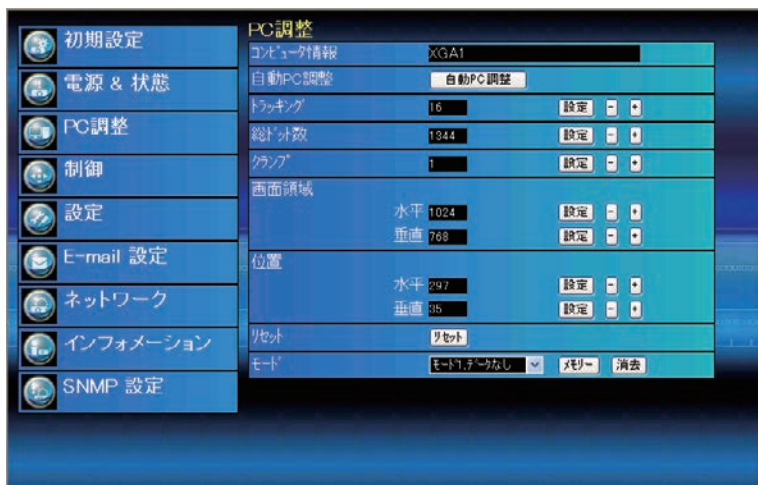 初期設定
電源 & 状態
PC調整
制御
設定
E-mail 設定
ネットワーク
インフォメーション
SNMP 設定
PC調整
コンピュータ情報 XGA1
自動PC調整 自動PC調整
トラッキング 16 設定 - +
総ドット数 1344 設定 - +
クランプ 1 設定 - +
画面領域
水平 1024 設定 - +
垂直 768 設定 - +
位置
水平 297 設定 - +
垂直 35 設定 - +
リセット リセット
モード モード1.データなし メモリー 消去